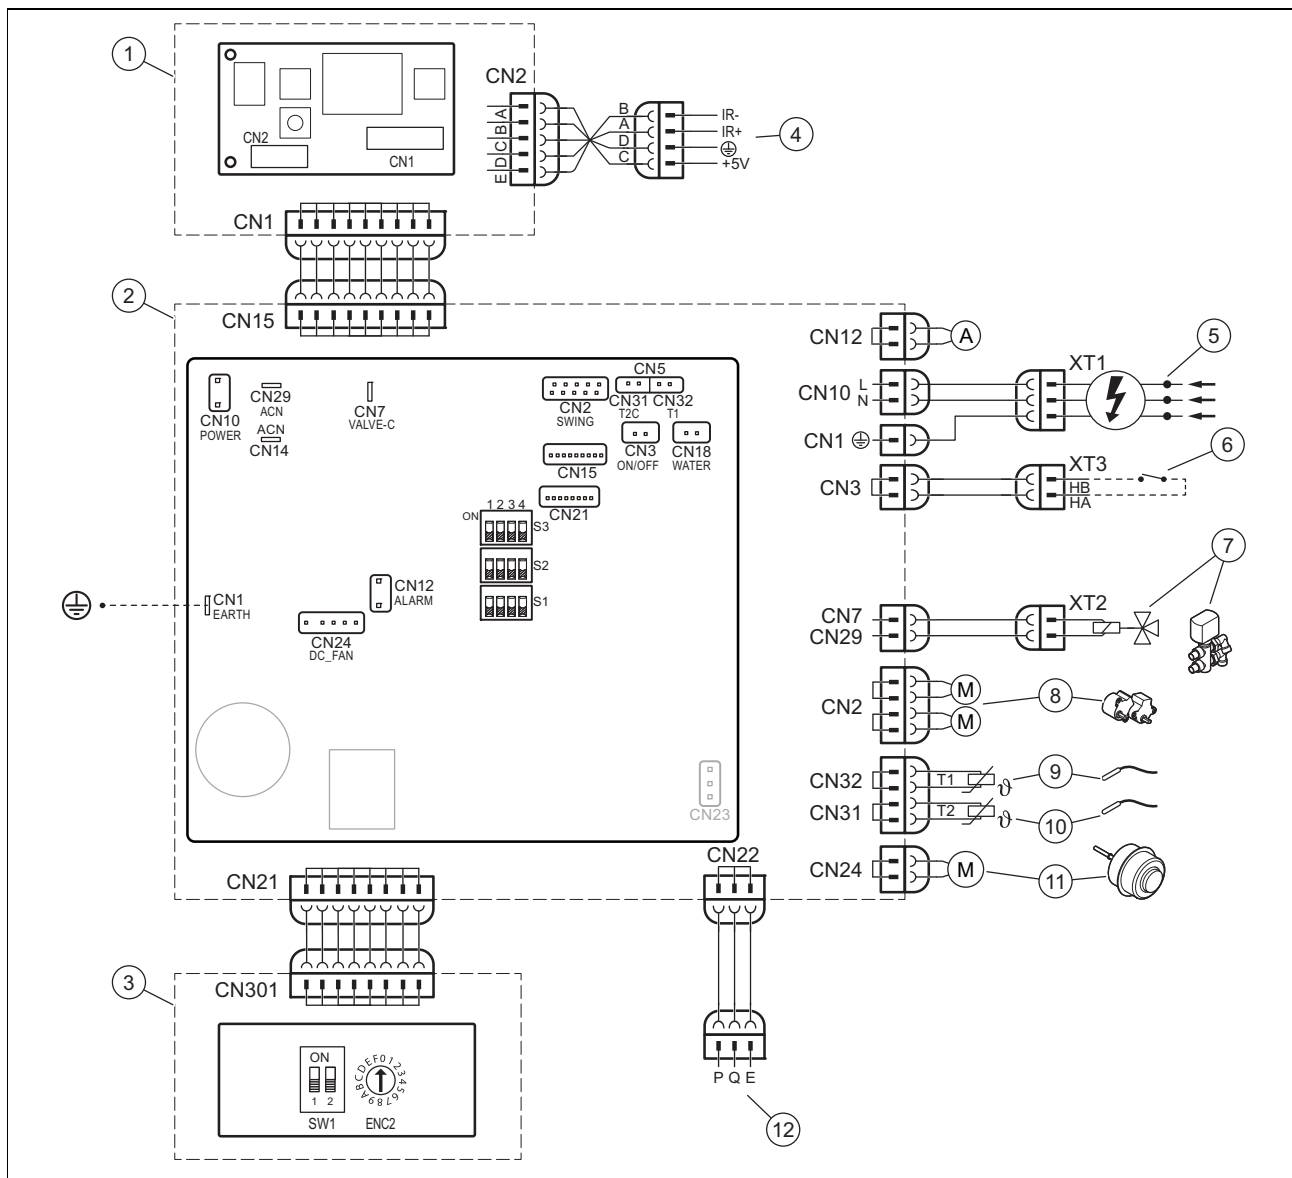 1
CN2
CN1
CN2
A
B
C
D
E
B
A
D
C
IR-
IR+
+5V
4
CN1
2
CN15
CN10
POWER
CN29
ACN
ACN
CN14
CN7
VALVE-C
CN2
SWING
CN5
CN31
T2C
CN32
T1
CN3
ON/OFF
CN18
WATER
CN15
CN21
1 2 3 4
ON
S3
S2
S1
CN12
ALARM
CN1
EARTH
CN24
DC_FAN
CN23
CN12
A
CN10
L
N
XT1
5
CN1
CN3
XT3
HB
HA
6
CN7
CN29
XT2
7
CN2
M
M
8
CN32
T1
ϑ
9
CN31
T2
ϑ
10
CN24
M
11
CN21
CN22
P Q E
12
3
CN301
ON
1 2
SW1
0123456789ABCDEF
ENC2